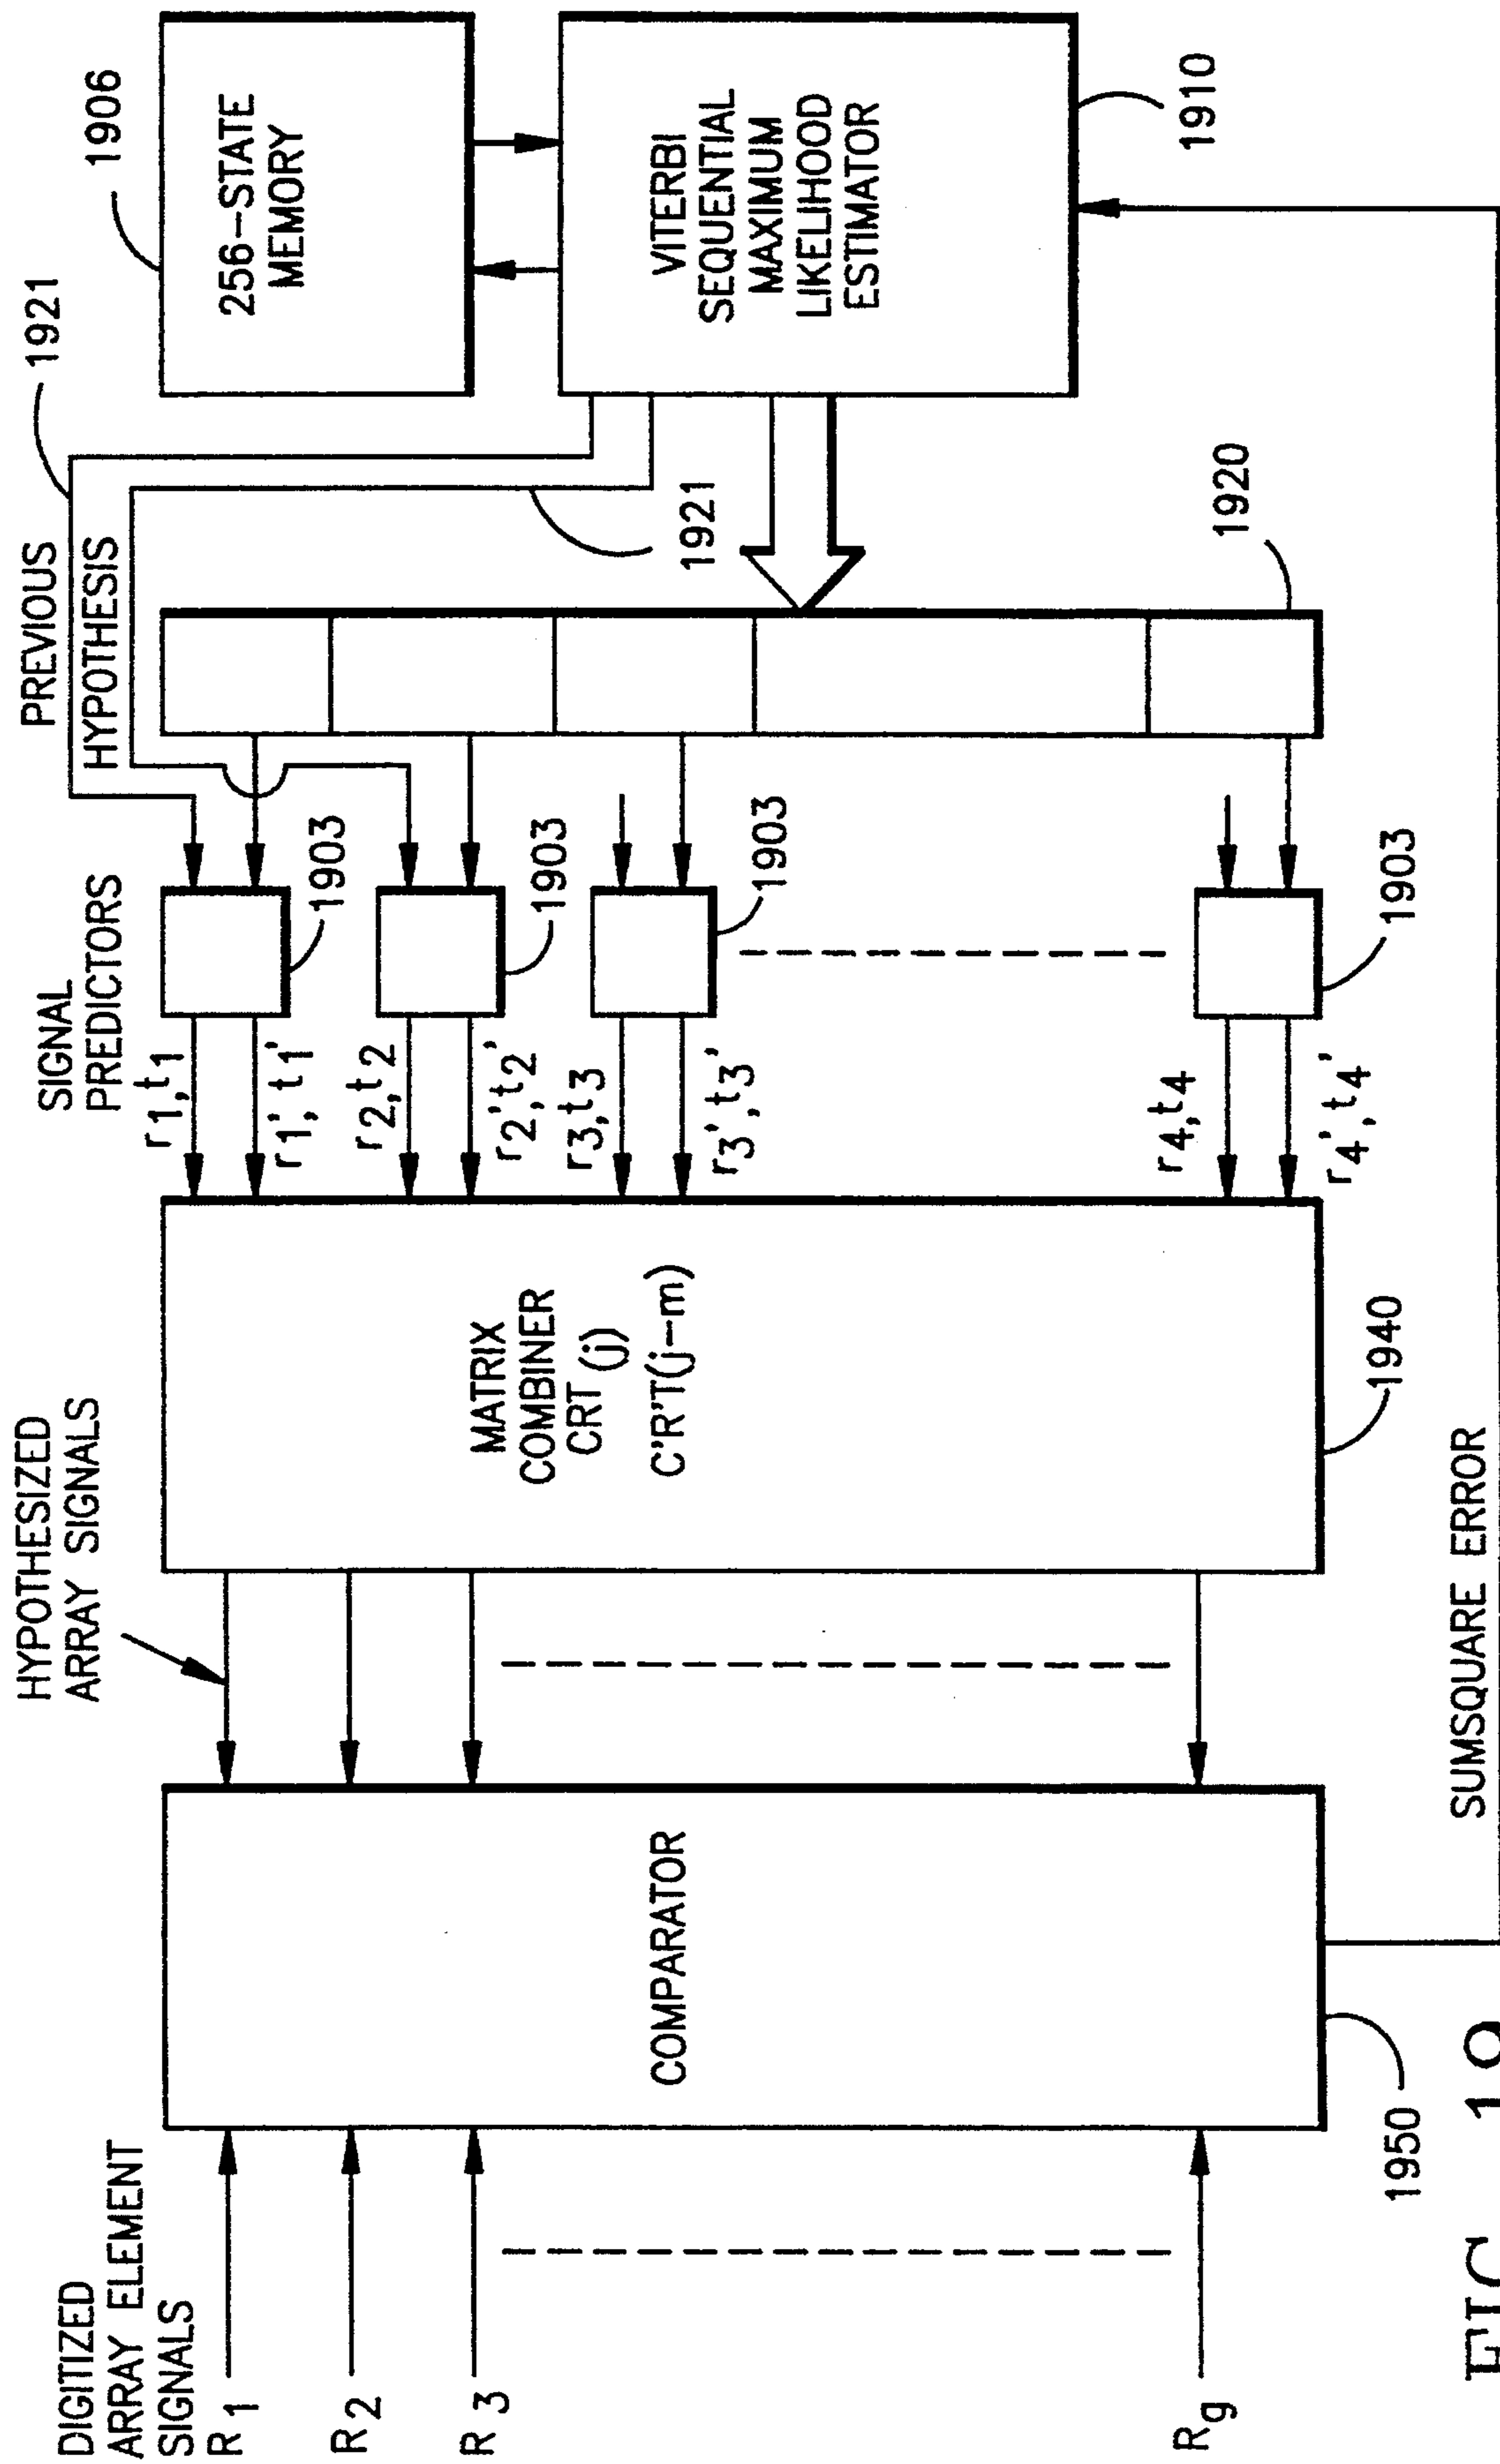 DIGITIZED
ARRAY ELEMENT
SIGNALS
R1
R2
R3
Rg
COMPARATOR
1950
HYPOTHESIZED
ARRAY SIGNALS
MATRIX
COMBINER
CRT (j)
C'R'T(j-m)
1940
SUMSQUARE ERROR
SIGNAL
PREDICTORS
r1,t1
r1',t1'
r2,t2
r2',t2'
r3,t3
r3',t3'
r4,t4
r4',t4'
1903
1903
1903
1903
PREVIOUS
HYPOTHESIS
1921
1921
1920
1906
256-STATE
MEMORY
VITERBI
SEQUENTIAL
MAXIMUM
LIKELIHOOD
ESTIMATOR
1910
FIG. 19